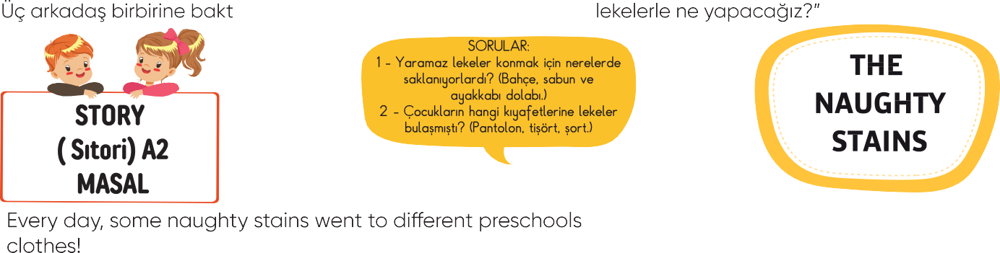 Üç arkadaş birbirine bakt
lekelerle ne yapacağız?”
STORY
( Sıtori) A2
MASAL
SORULAR:
1 - Yaramaz lekeler konmak için nerelerde
saklanıyorlardı? (Bahçe, sabun ve
ayakkabı dolabı.)
2 - Çocukların hangi kıyafetlerine lekeler
bulaşmıştı? (Pantolon, tişört, şort.)
THE
NAUGHTY
STAINS
Every day, some naughty stains went to different preschools
clothes!